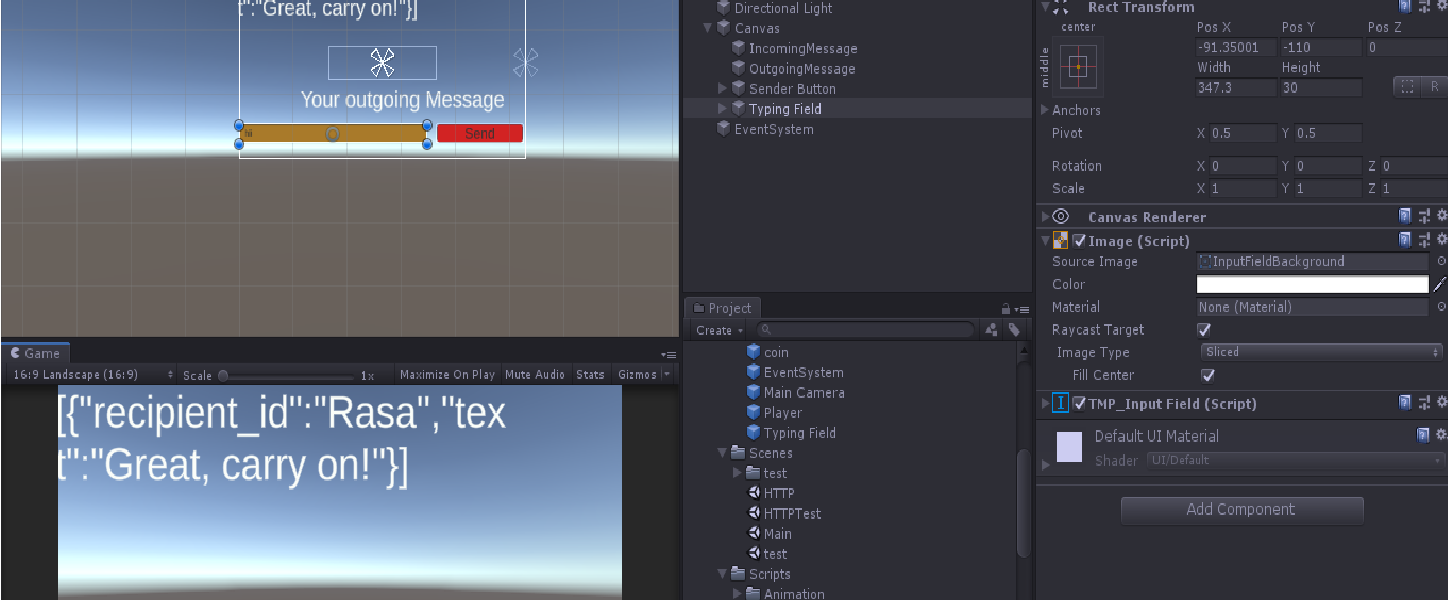 t":"Great, carry on!"}]
Your outgoing Message
hi
Send
Game
16:9 Landscape (16:9)
Scale
1x
Maximize On Play
Mute Audio
Stats
Gizmos
[{"recipient_id":"Rasa","tex
t":"Great, carry on!"}]
Directional Light
Canvas
IncomingMessage
OutgoingMessage
Sender Button
Typing Field
EventSystem
Project
Create
coin
EventSystem
Main Camera
Player
Typing Field
Scenes
test
HTTP
HTTPTest
Main
test
Scripts
Animation
Rect Transform
center
middle
Pos X Pos Y Pos Z
-91.35001 -110 0
Width Height
347.3 30
R
Anchors
Pivot X 0.5 Y 0.5
Rotation X 0 Y 0 Z 0
Scale X 1 Y 1 Z 1
Canvas Renderer
Image (Script)
Source Image InputFieldBackground
Color
Material None (Material)
Raycast Target
Image Type Sliced
Fill Center
TMP_Input Field (Script)
Default UI Material
Shader UI/Default
Add Component